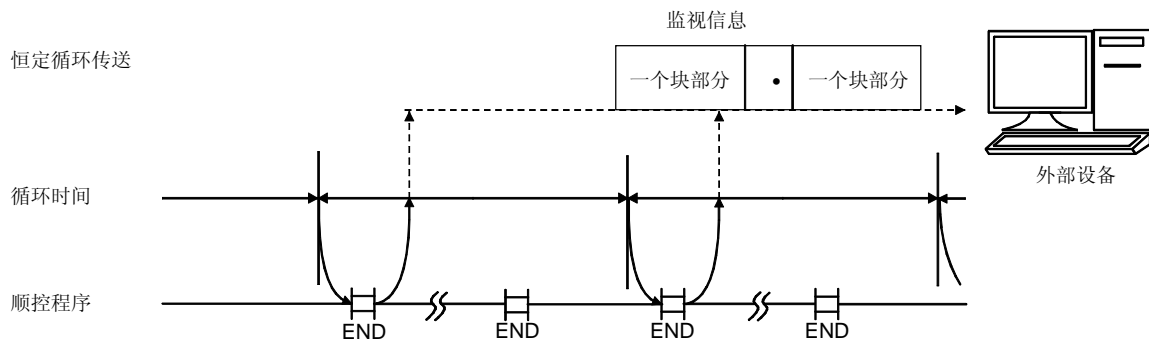 监视信息
恒定循环传送
一个块部分
•
一个块部分
外部设备
循环时间
顺控程序
END
END
END
END